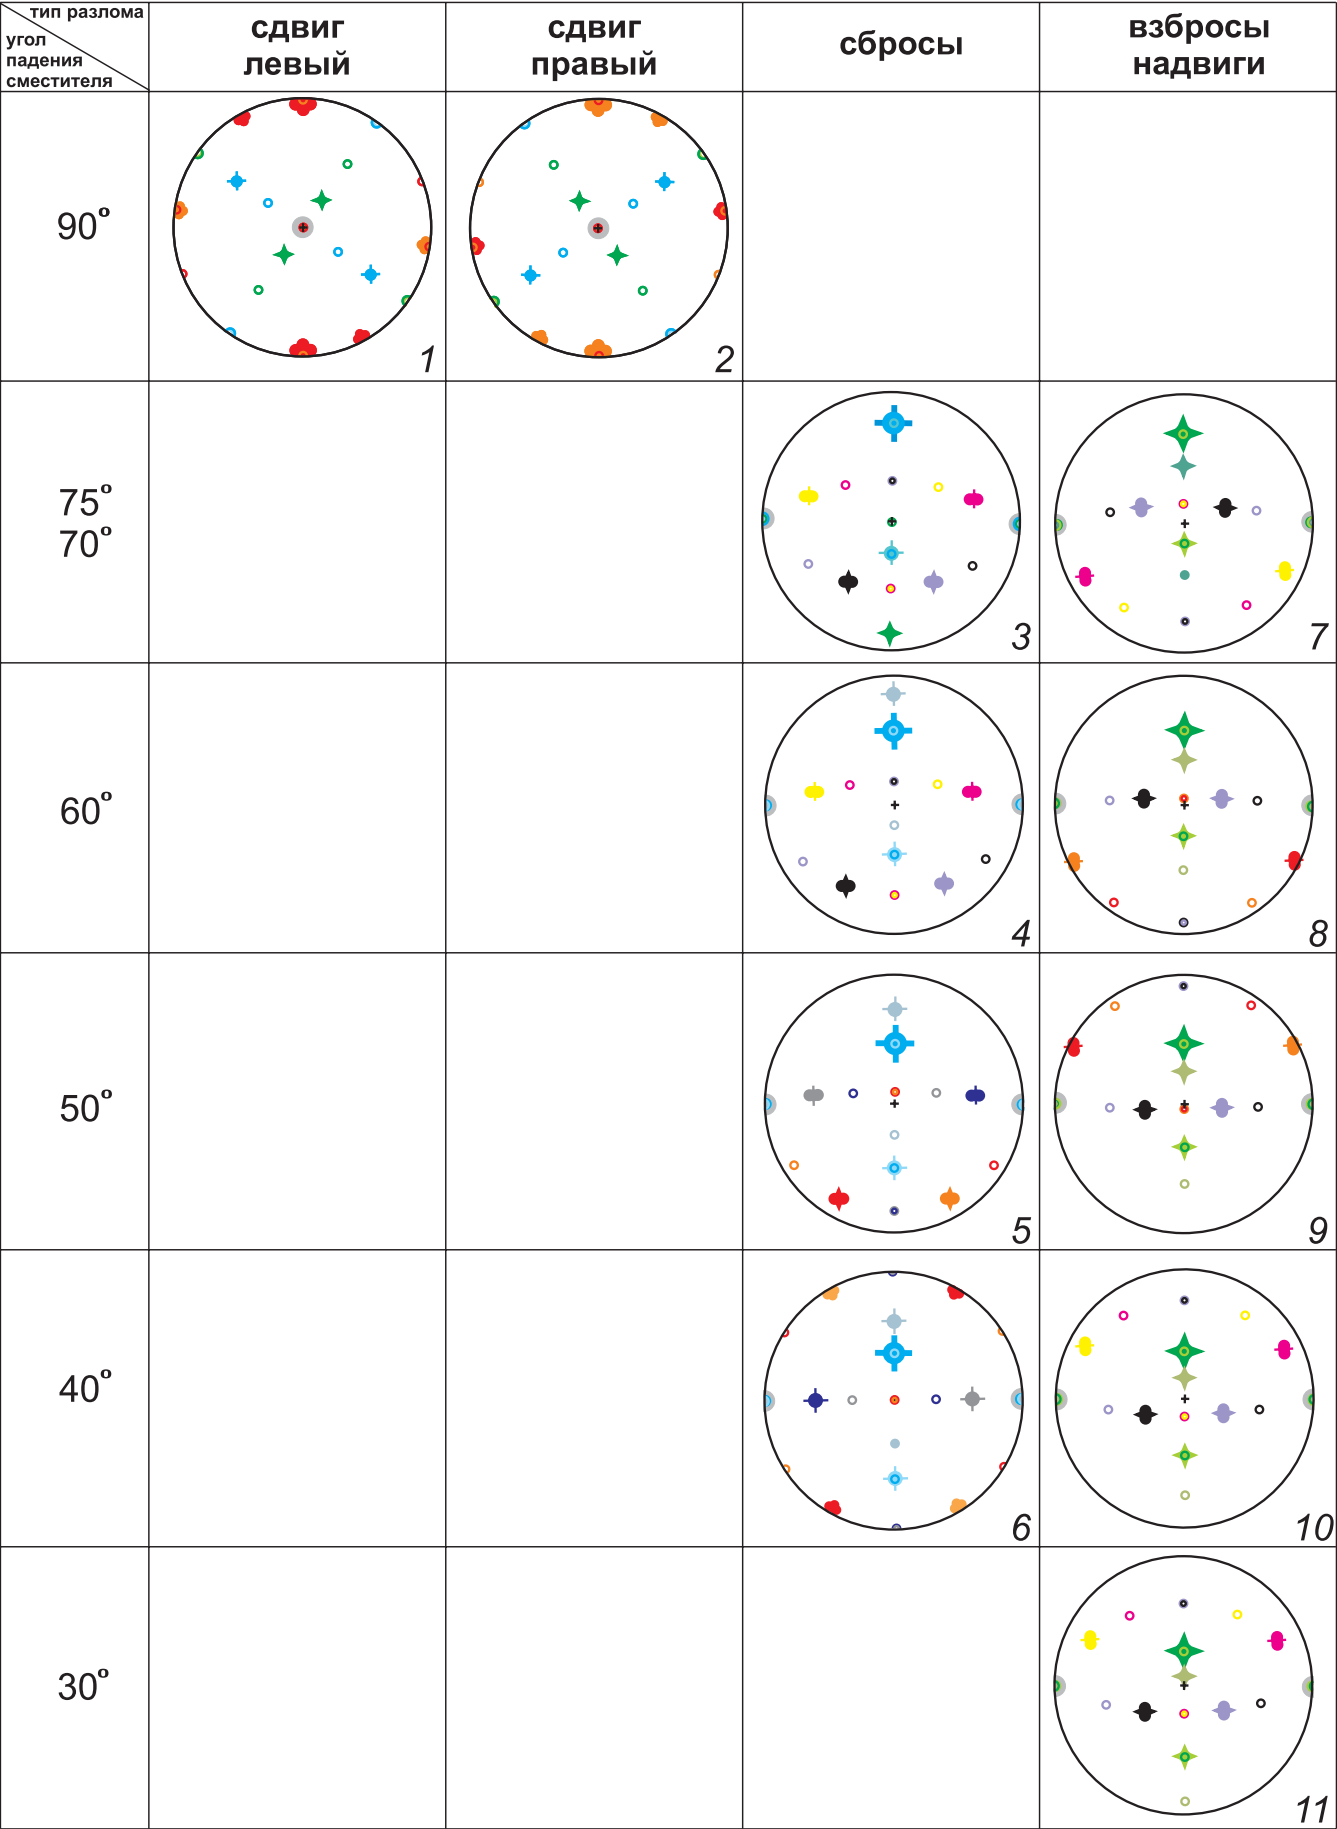 тип разлома
угол
падения
сместителя
сдвиг
левый
сдвиг
правый
сбросы
взбросы
надвиги
90°
1
2
75°
70°
3
7
60°
4
8
50°
5
9
40°
6
10
30°
11